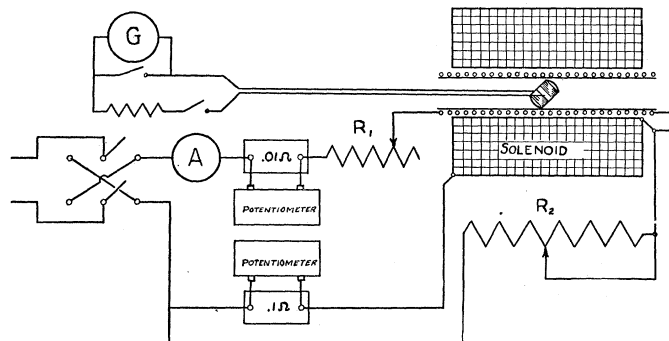 G
R₁
A
.01Ω
SOLENOID
POTENTIOMETER
R₂
POTENTIOMETER
.1Ω